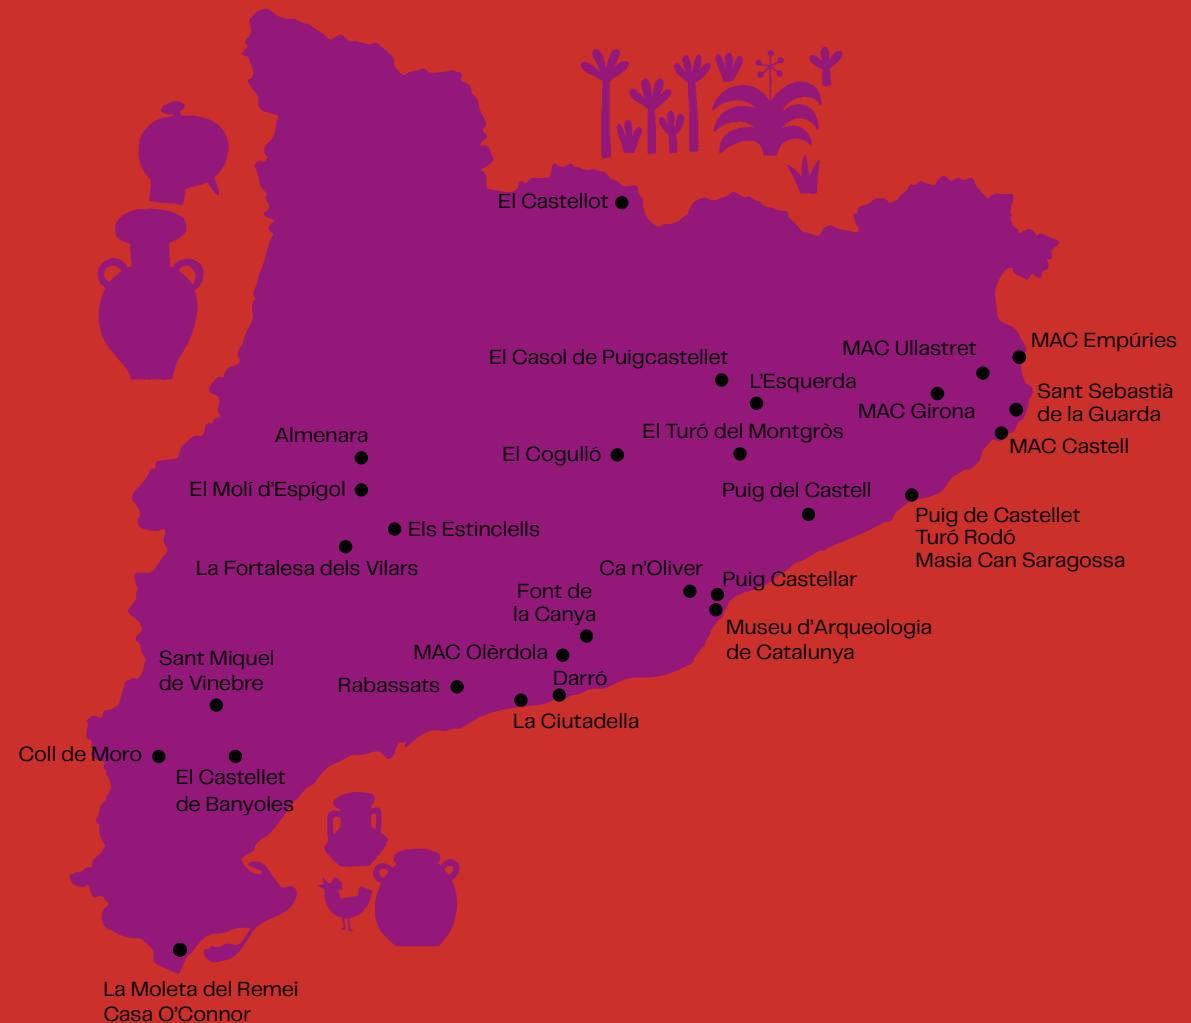 El Castellot
MAC Empúries
MAC Ullastret
El Casol de Puigcastellet
L'Esquerda
Sant Sebastià
de la Guarda
MAC Girona
El Turó del Montgròs
Almenara
MAC Castell
El Cogulló
El Molí d'Espígol
Puig del Castell
Puig de Castellet
Turó Rodó
Masia Can Saragossa
Els Estinclells
La Fortalesa dels Vilars
Ca n'Oliver
Puig Castellar
Font de
la Canya
Museu d'Arqueologia
de Catalunya
MAC Olèrdola
Sant Miquel
de Vinebre
Darró
Rabassats
La Ciutadella
Coll de Moro
El Castellet
de Banyoles
La Moleta del Remei
Casa O'Connor